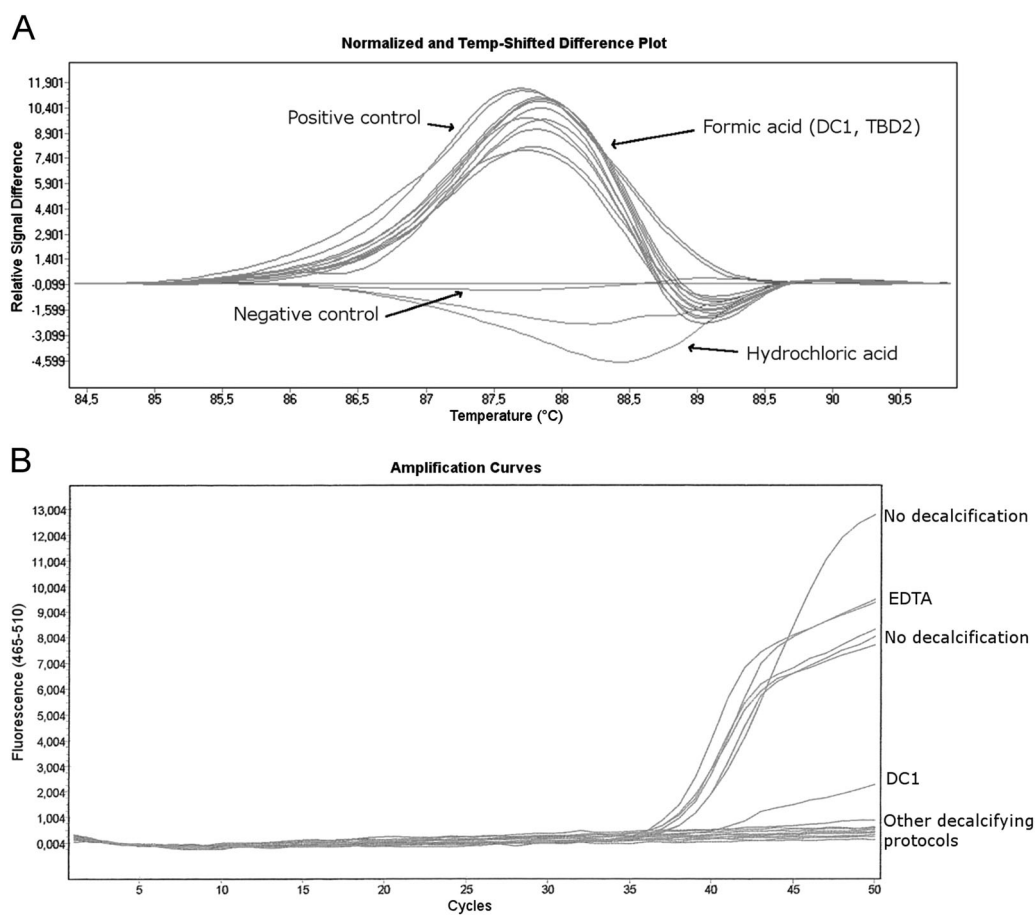 A
Normalized and Temp-Shifted Difference Plot
Relative Signal Difference
11,901
10,401
8,901
7,401
5,901
4,401
2,901
1,401
-0,099
-1,599
-3,099
-4,599
Positive control
Formic acid (DC1, TBD2)
Negative control
Hydrochloric acid
84,5 85 85,5 86 86,5 87 87,5 88 88,5 89 89,5 90 90,5
Temperature (°C)
B
Amplification Curves
Fluorescence (465-510)
13,004
12,004
11,004
10,004
9,004
8,004
7,004
6,004
5,004
4,004
3,004
2,004
1,004
0,004
No decalcification
EDTA
No decalcification
DC1
Other decalcifying
protocols
5 10 15 20 25 30 35 40 45 50
Cycles